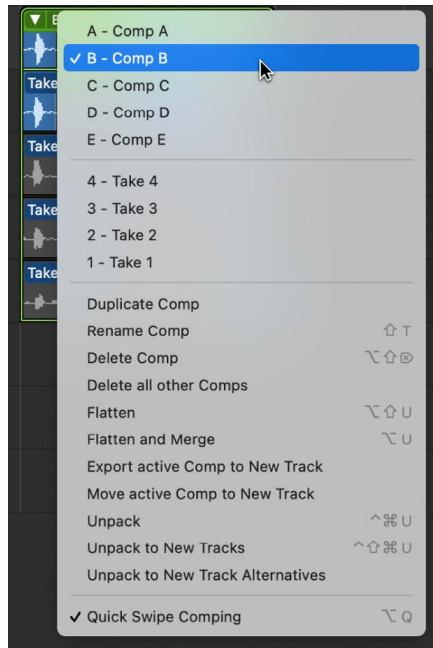 A - Comp A
✓ B - Comp B
C - Comp C
D - Comp D
E - Comp E
Take
4 - Take 4
Take
3 - Take 3
Take
2 - Take 2
1 - Take 1
Take
Duplicate Comp
Rename Comp ⇧ T
Delete Comp ⌥ ⇧ ⌦
Delete all other Comps
Flatten ⌥ ⇧ U
Flatten and Merge ⌥ U
Export active Comp to New Track
Move active Comp to New Track
Unpack ^ ⌘ U
Unpack to New Tracks ^ ⇧ ⌘ U
Unpack to New Track Alternatives
✓ Quick Swipe Comping ⌥ Q